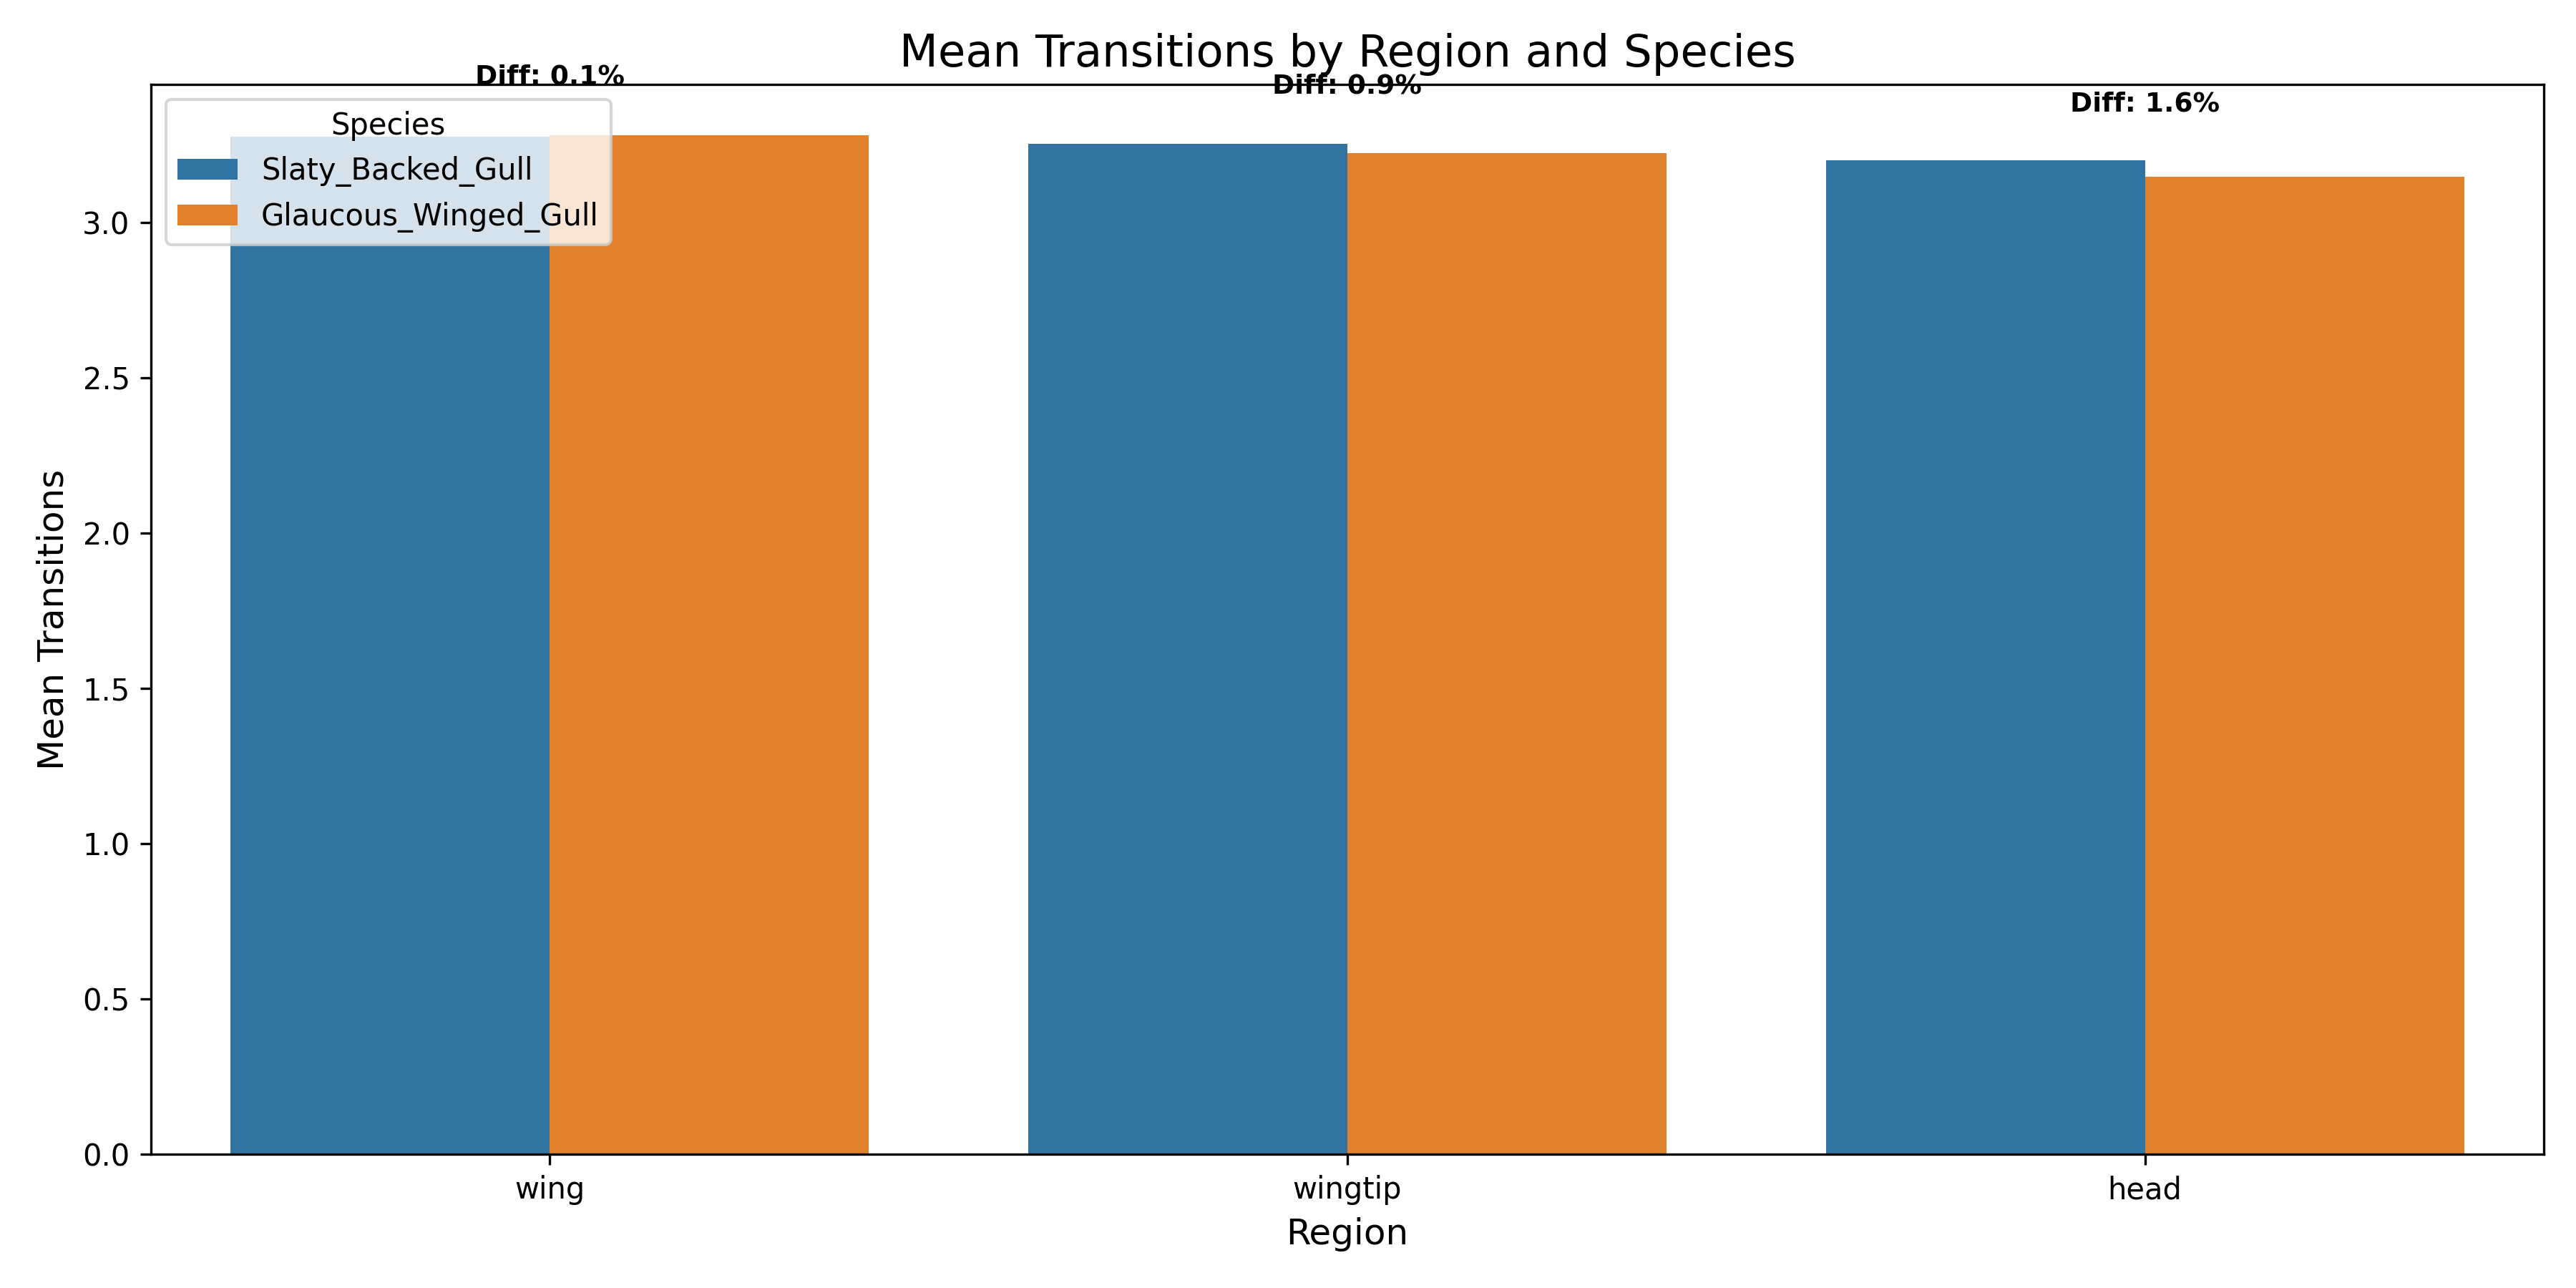 Mean Transitions by Region and Species
Diff: 0.1%
Diff: 0.9%
Diff: 1.6%
Species
Slaty_Backed_Gull
Glaucous_Winged_Gull
Mean Transitions
3.0
2.5
2.0
1.5
1.0
0.5
0.0
wing
wingtip
head
Region